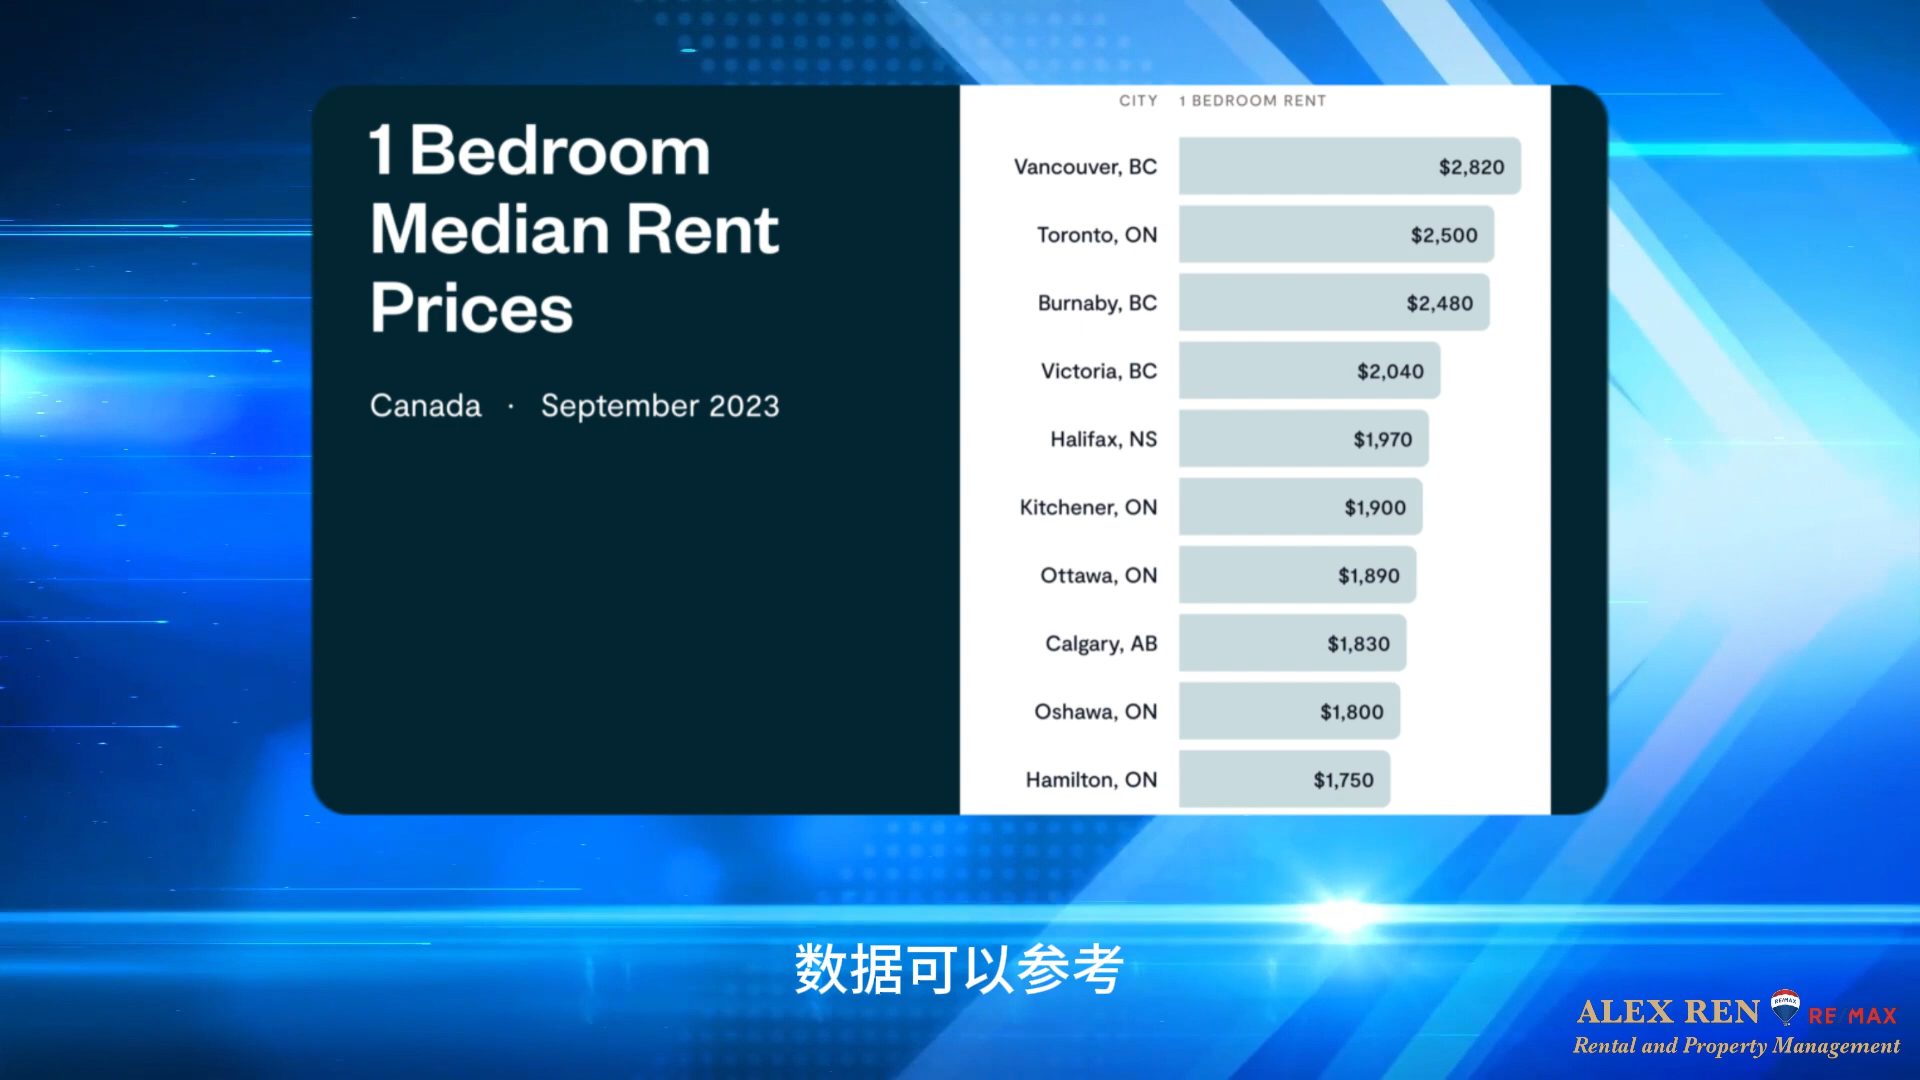 1 Bedroom
Median Rent
Prices
Canada · September 2023
CITY 1 BEDROOM RENT
Vancouver, BC $2,820
Toronto, ON $2,500
Burnaby, BC $2,480
Victoria, BC $2,040
Halifax, NS $1,970
Kitchener, ON $1,900
Ottawa, ON $1,890
Calgary, AB $1,830
Oshawa, ON $1,800
Hamilton, ON $1,750
数据可以参考
ALEX REN RE/MAX RE/MAX
Rental and Property Management